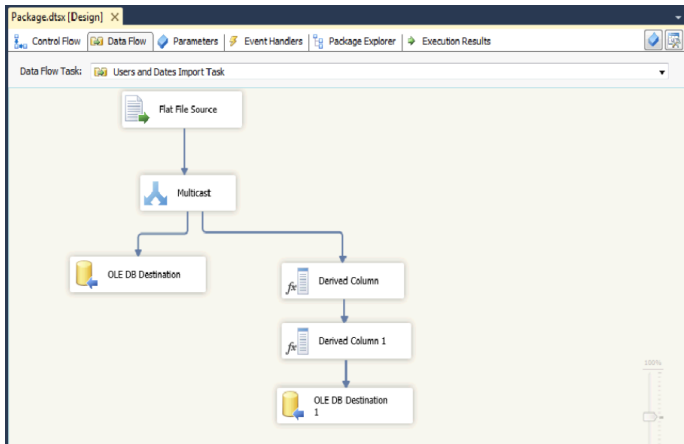 Package.dtsx [Design]
Control Flow Data Flow Parameters Event Handlers Package Explorer Execution Results
Data Flow Task: Users and Dates Import Task
Flat File Source
Multicast
OLE DB Destination
Derived Column
fx
Derived Column 1
fx
100%
OLE DB Destination
1